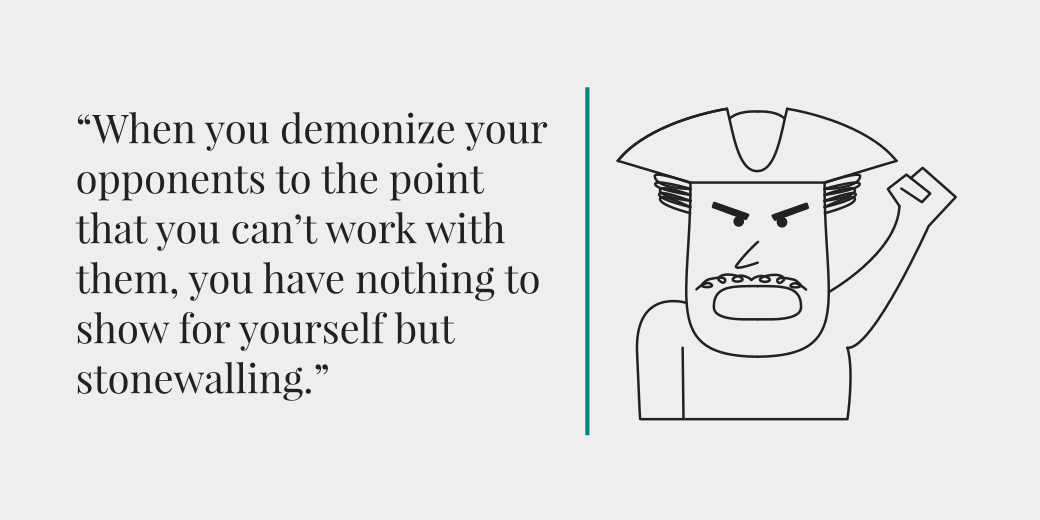 “When you demonize your
opponents to the point
that you can’t work with
them, you have nothing to
show for yourself but
stonewalling.”